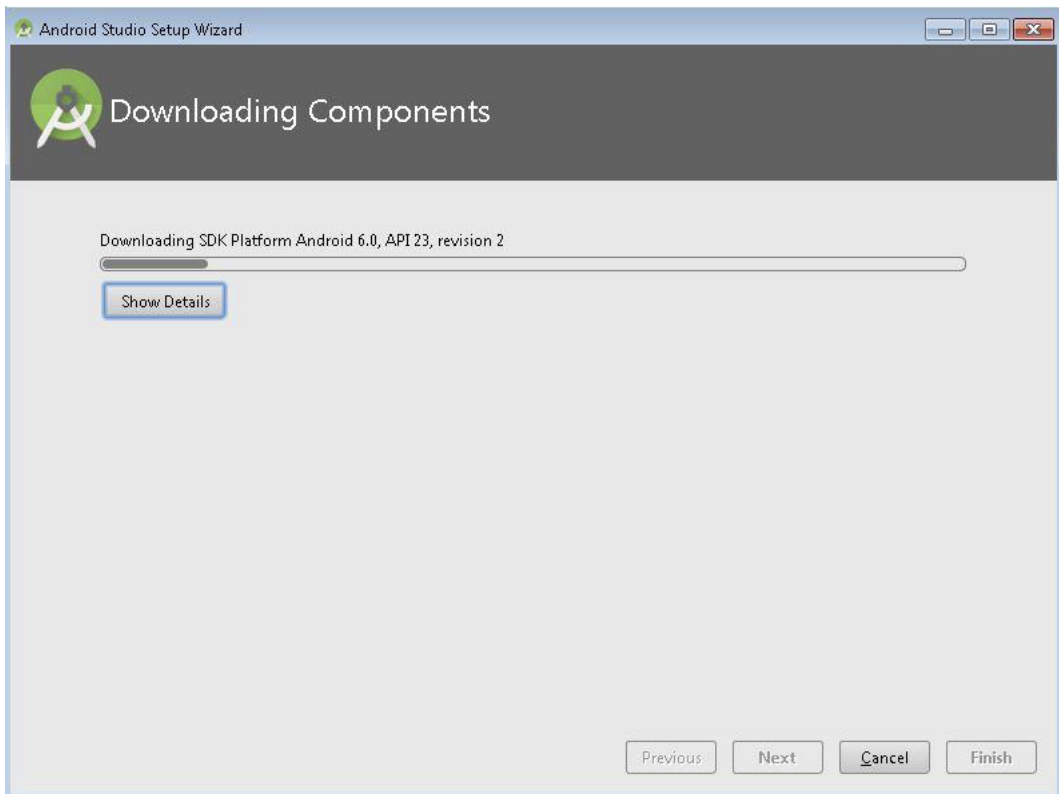 Android Studio Setup Wizard
Downloading Components
Downloading SDK Platform Android 6.0, API 23, revision 2
Show Details
Previous Next Cancel Finish